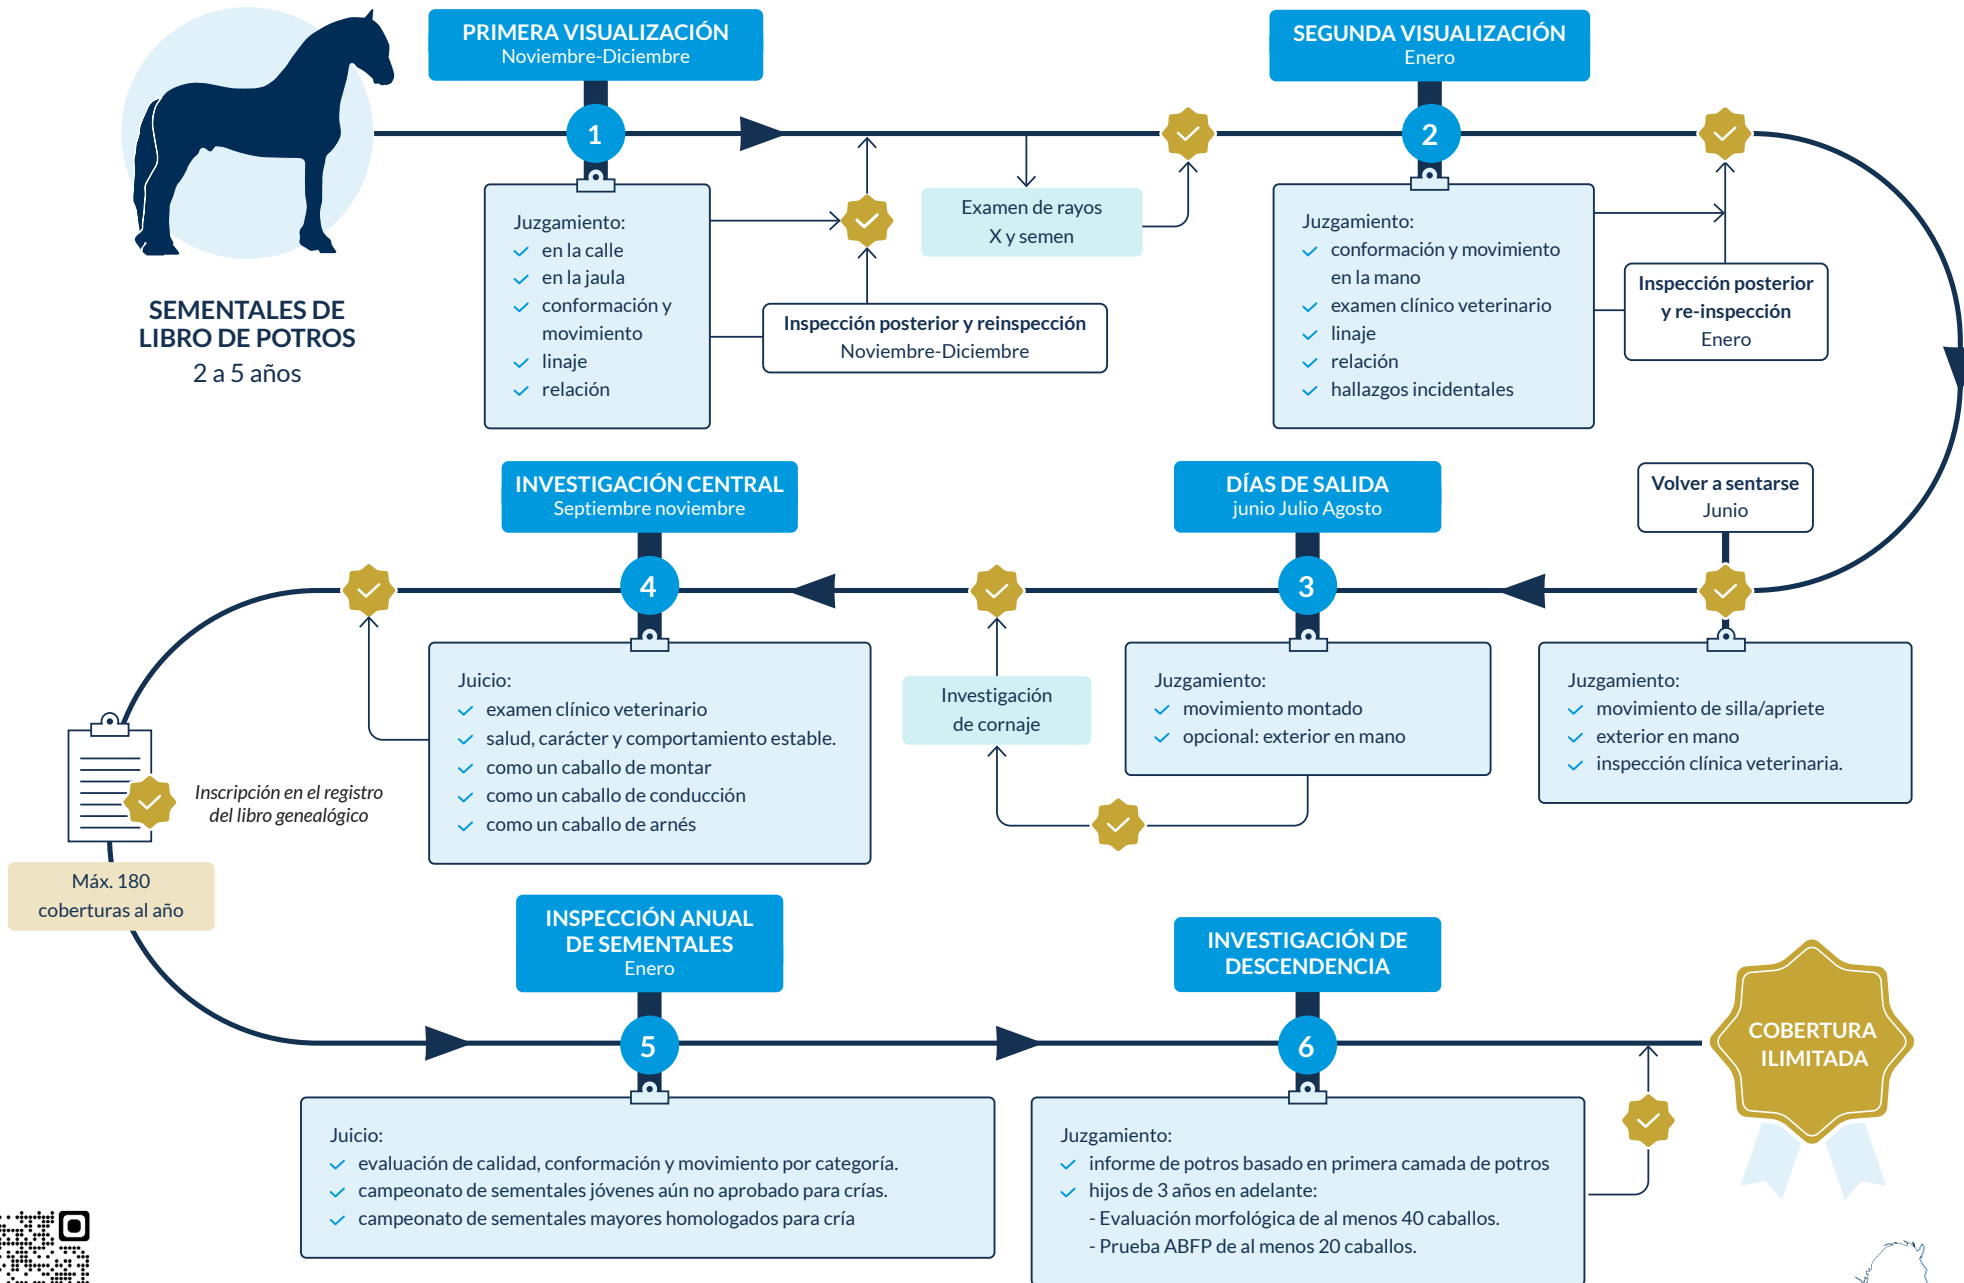 SEMENTALES DE
LIBRO DE POTROS
2 a 5 años
PRIMERA VISUALIZACIÓN
Noviembre-Diciembre
1
Juzgamiento:
en la calle
en la jaula
conformación y
movimiento
linaje
relación
Inspección posterior y reinspección
Noviembre-Diciembre
Examen de rayos
X y semen
SEGUNDA VISUALIZACIÓN
Enero
2
Juzgamiento:
conformación y movimiento
en la mano
examen clínico veterinario
linaje
relación
hallazgos incidentales
Inspección posterior
y re-inspección
Enero
Volver a sentarse
Junio
Juzgamiento:
movimiento de silla/apriete
exterior en mano
inspección clínica veterinaria.
DÍAS DE SALIDA
junio Julio Agosto
3
Juzgamiento:
movimiento montado
opcional: exterior en mano
Investigación
de cornaje
INVESTIGACIÓN CENTRAL
Septiembre noviembre
4
Juicio:
examen clínico veterinario
salud, carácter y comportamiento estable.
como un caballo de montar
como un caballo de conducción
como un caballo de arnés
Inscripción en el registro
del libro genealógico
Máx. 180
coberturas al año
INSPECCIÓN ANUAL
DE SEMENTALES
Enero
5
Juicio:
evaluación de calidad, conformación y movimiento por categoría.
campeonato de sementales jóvenes aún no aprobado para crías.
campeonato de sementales mayores homologados para cría
INVESTIGACIÓN DE
DESCENDENCIA
6
Juzgamiento:
informe de potros basado en primera camada de potros
hijos de 3 años en adelante:
- Evaluación morfológica de al menos 40 caballos.
- Prueba ABFP de al menos 20 caballos.
COBERTURA
ILIMITADA